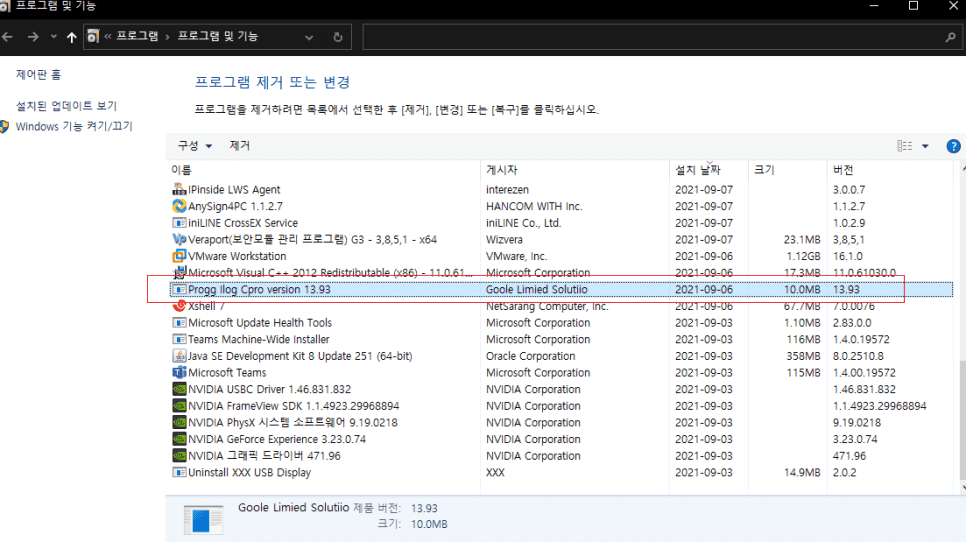 프로그램 및 기능
« 프로그램 › 프로그램 및 기능
제어판 홈
설치된 업데이트 보기
Windows 기능 켜기/끄기
프로그램 제거 또는 변경
프로그램을 제거하려면 목록에서 선택한 후 [제거], [변경] 또는 [복구]를 클릭하십시오.
구성 제거
이름 게시자 설치 날짜 크기 버전
IPinside LWS Agent interezen 2021-09-07 3.0.0.7
AnySign4PC 1.1.2.7 HANCOM WITH Inc. 2021-09-07 1.1.2.7
iniLINE CrossEX Service iniLINE Co., Ltd. 2021-09-07 1.0.2.9
Veraport(보안모듈 관리 프로그램) G3 - 3,8,5,1 - x64 Wizvera 2021-09-07 23.1MB 3,8,5,1
VMware Workstation VMware, Inc. 2021-09-06 1.12GB 16.1.0
Microsoft Visual C++ 2012 Redistributable (x86) - 11.0.61... Microsoft Corporation 2021-09-06 17.3MB 11.0.61030.0
Progg Ilog Cpro version 13.93 Goole Limied Solutiio 2021-09-06 10.0MB 13.93
Xshell 7 NetSarang Computer, Inc. 2021-09-06 67.7MB 7.0.0076
Microsoft Update Health Tools Microsoft Corporation 2021-09-03 1.10MB 2.83.0.0
Teams Machine-Wide Installer Microsoft Corporation 2021-09-03 116MB 1.4.0.19572
Java SE Development Kit 8 Update 251 (64-bit) Oracle Corporation 2021-09-03 358MB 8.0.2510.8
Microsoft Teams Microsoft Corporation 2021-09-03 115MB 1.4.00.19572
NVIDIA USBC Driver 1.46.831.832 NVIDIA Corporation 2021-09-03 1.46.831.832
NVIDIA FrameView SDK 1.1.4923.29968894 NVIDIA Corporation 2021-09-03 1.1.4923.29968894
NVIDIA PhysX 시스템 소프트웨어 9.19.0218 NVIDIA Corporation 2021-09-03 9.19.0218
NVIDIA GeForce Experience 3.23.0.74 NVIDIA Corporation 2021-09-03 3.23.0.74
NVIDIA 그래픽 드라이버 471.96 NVIDIA Corporation 2021-09-03 471.96
Uninstall XXX USB Display XXX 2021-09-03 14.9MB 2.0.2
Goole Limied Solutiio 제품 버전: 13.93
크기: 10.0MB